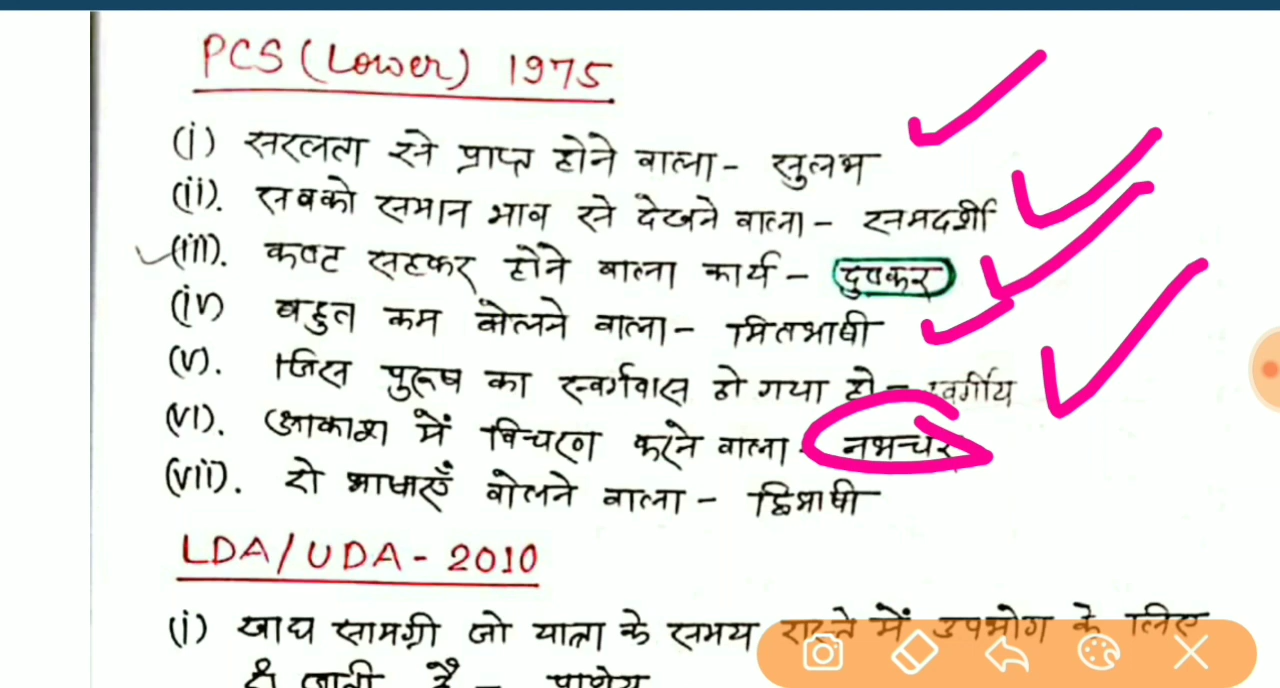 PCS (Lower) 1975
(i) सरलता से प्राप्त होने वाला - सुलभ
(ii). सबको समान भाव से देखने वाला - समदर्शी
(iii). कष्ट सहकर होने वाला कार्य - दुष्कर
(iv) बहुत कम बोलने वाला - मितभाषी
(v). जिस पुरूष का स्वर्गवास हो गया हो - स्वर्गीय
(vi). आकाश में विचरण करने वाला - नभचर
(vii). दो भाषाएँ बोलने वाला - द्विभाषी
LDA/UDA - 2010
(i) खाद्य सामग्री जो यात्रा के समय रास्ते में उपभोग के लिए
ली जाती है - पाथेय